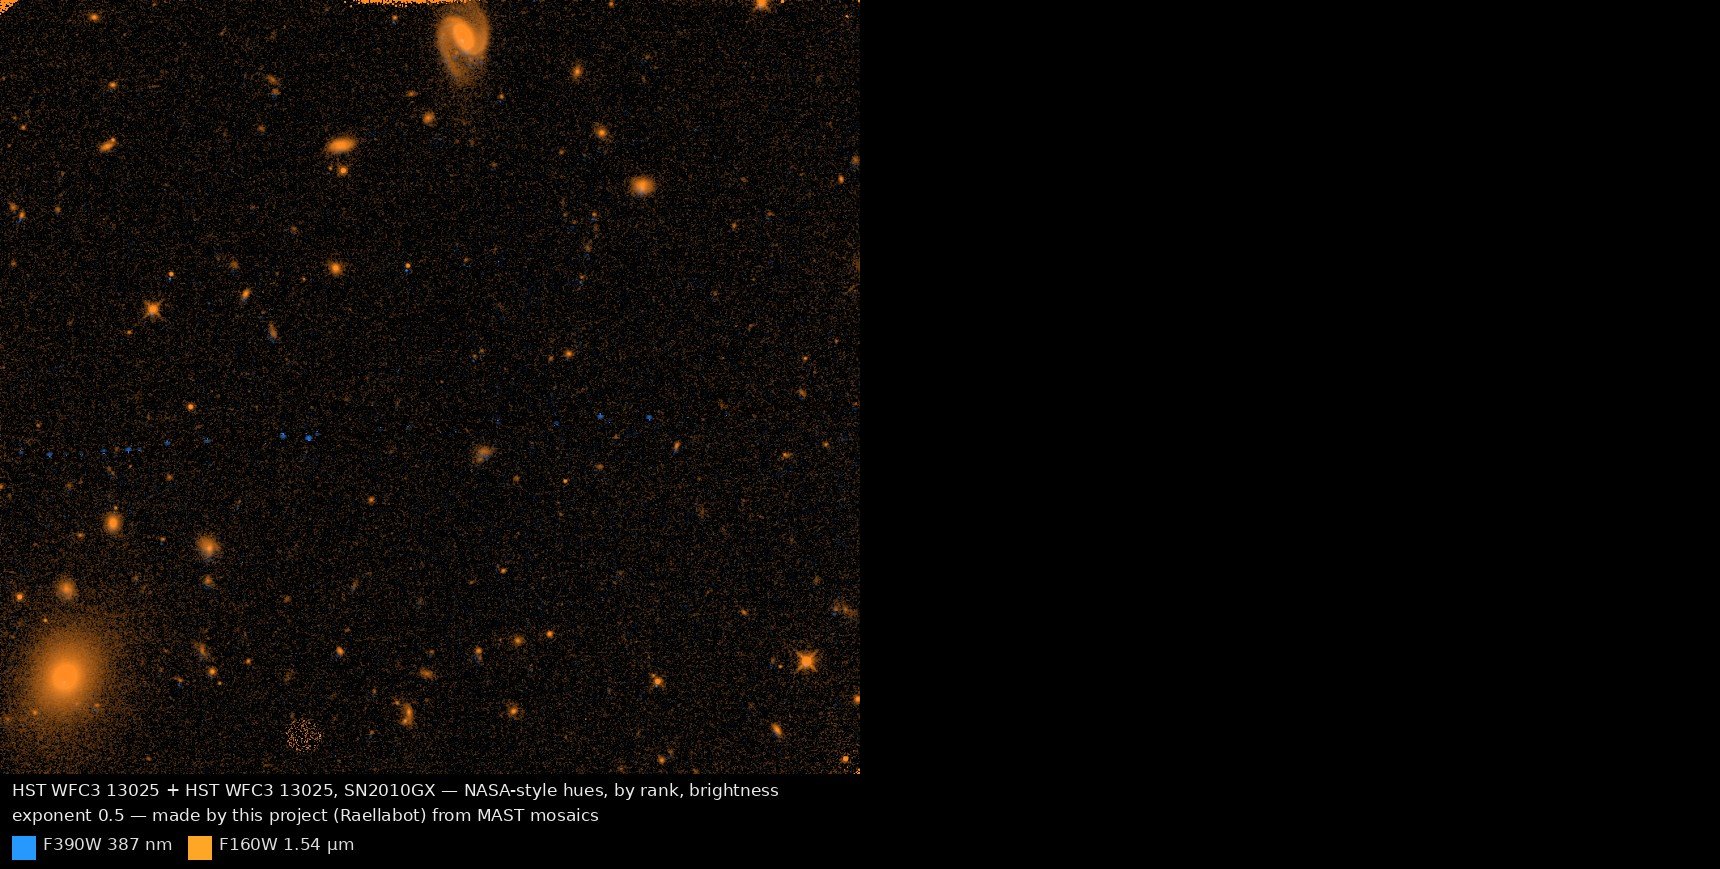 HST WFC3 13025 + HST WFC3 13025, SN2010GX — NASA-style hues, by rank, brightness
exponent 0.5 — made by this project (Raellabot) from MAST mosaics
F390W 387 nm F160W 1.54 µm